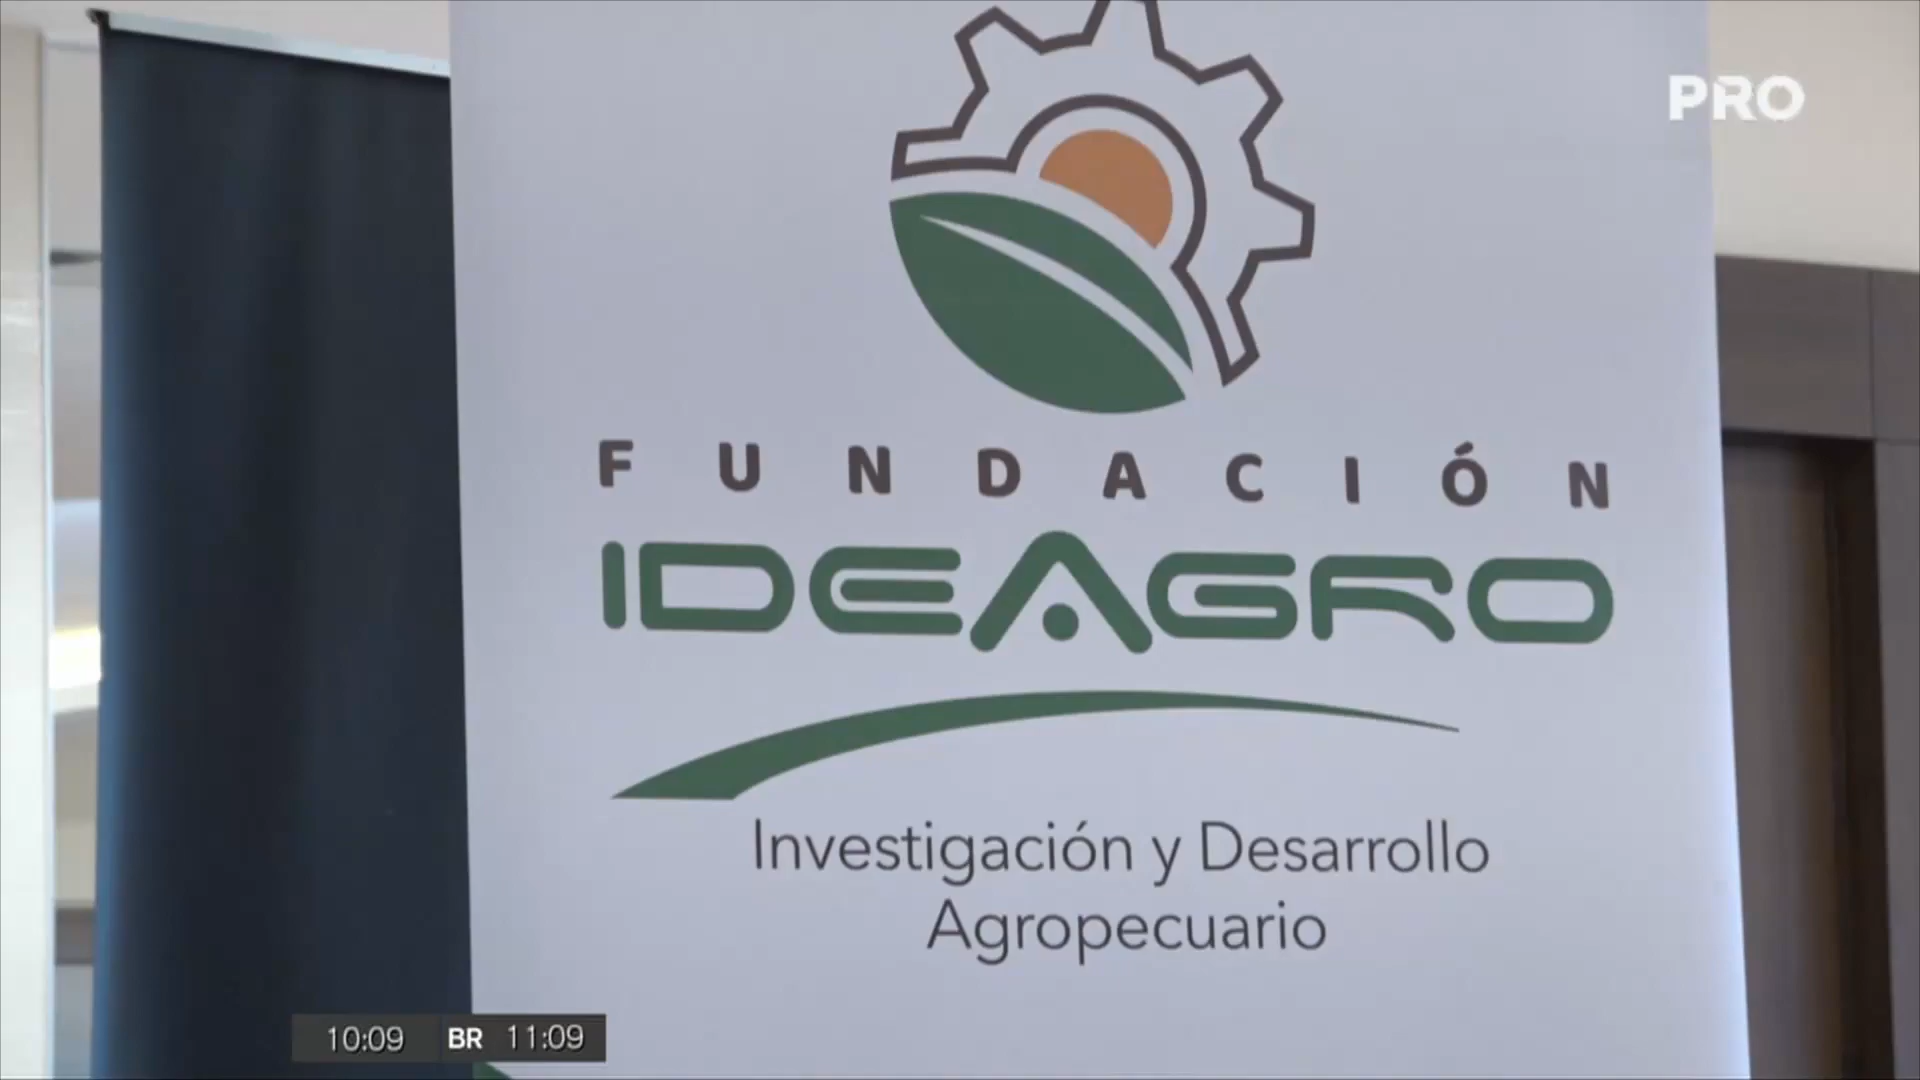 PRO
FUNDACIÓN
IDEAGRO
Investigación y Desarrollo
Agropecuario
10:09 BR 11:09